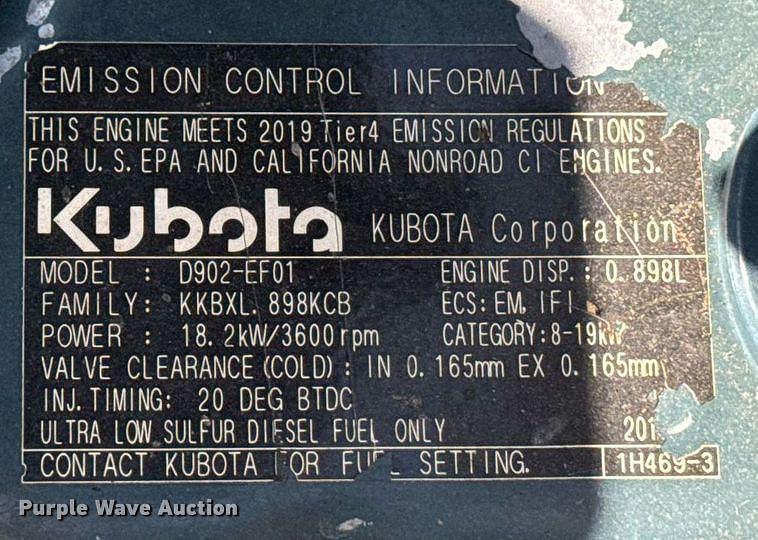 EMISSION CONTROL INFORMATION
THIS ENGINE MEETS 2019 Tier4 EMISSION REGULATIONS
FOR U.S. EPA AND CALIFORNIA NONROAD CI ENGINES.
Kubota KUBOTA Corporation
MODEL : D902-EF01 ENGINE DISP.: 0.898L
FAMILY: KKBXL.898KCB ECS: EM, IFI
POWER : 18.2kW/3600rpm CATEGORY:8-19kW
VALVE CLEARANCE(COLD): IN 0.165mm EX 0.165mm
INJ. TIMING: 20 DEG BTDC
ULTRA LOW SULFUR DIESEL FUEL ONLY
CONTACT KUBOTA FOR FUEL SETTING. 1H469-3
Purple Wave Auction